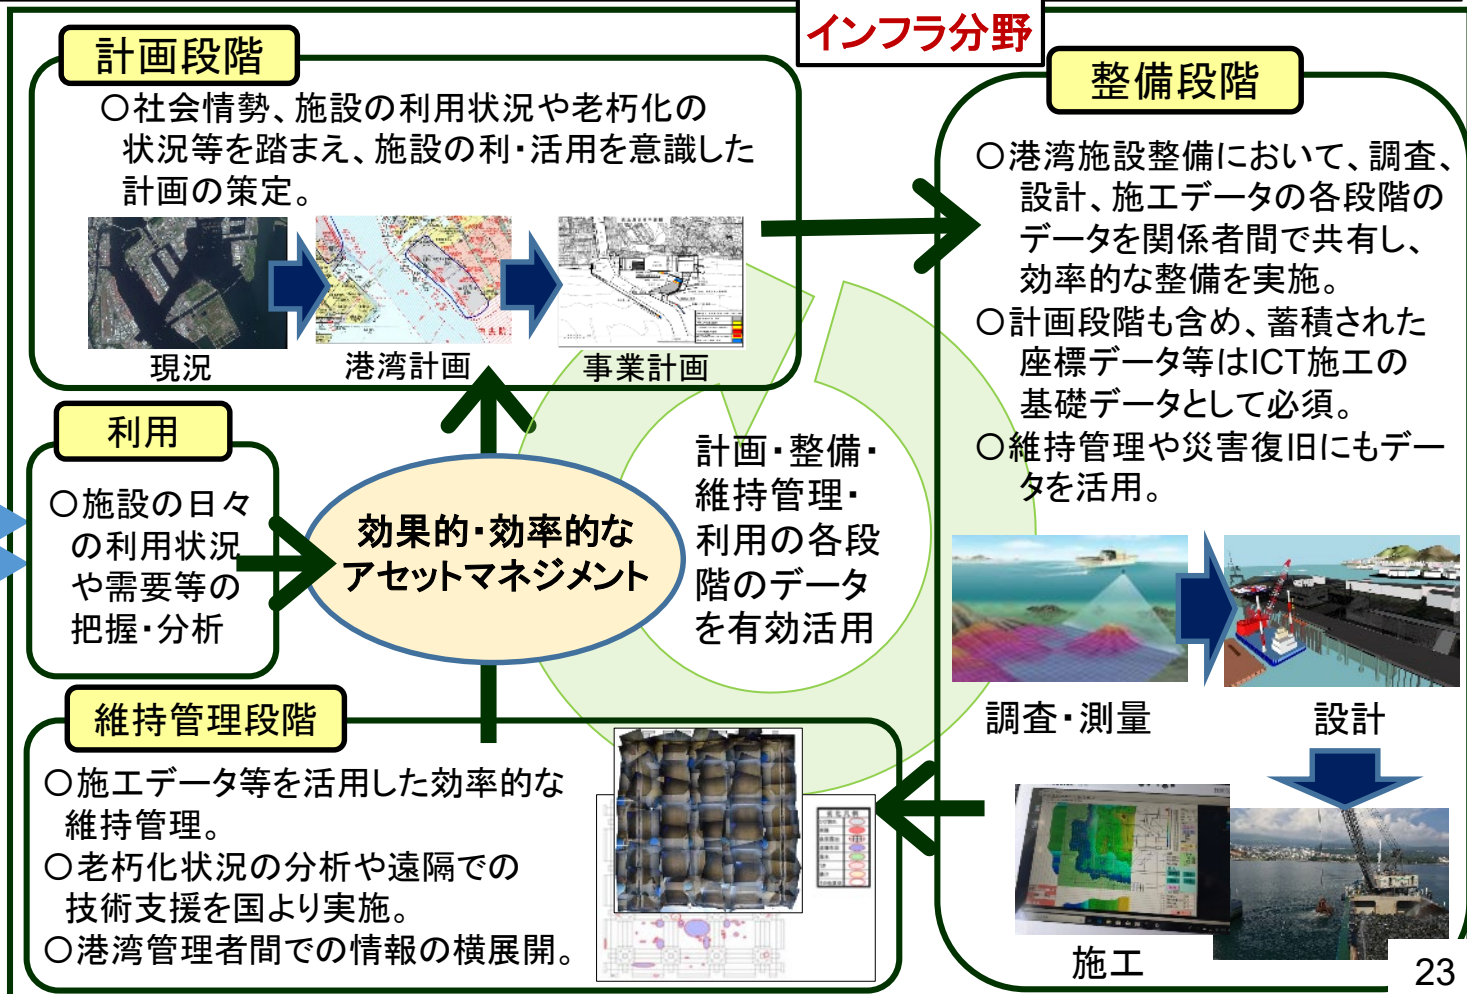 インフラ分野
計画段階
〇社会情勢、施設の利用状況や老朽化の
状況等を踏まえ、施設の利・活用を意識した
計画の策定。
現況
港湾計画
事業計画
利用
〇施設の日々
の利用状況
や需要等の
把握・分析
効果的・効率的な
アセットマネジメント
計画・整備・
維持管理・
利用の各段
階のデータ
を有効活用
維持管理段階
〇施工データ等を活用した効率的な
維持管理。
〇老朽化状況の分析や遠隔での
技術支援を国より実施。
〇港湾管理者間での情報の横展開。
整備段階
〇港湾施設整備において、調査、
設計、施工データの各段階の
データを関係者間で共有し、
効率的な整備を実施。
〇計画段階も含め、蓄積された
座標データ等はICT施工の
基礎データとして必須。
〇維持管理や災害復旧にもデー
タを活用。
調査・測量
設計
施工
23